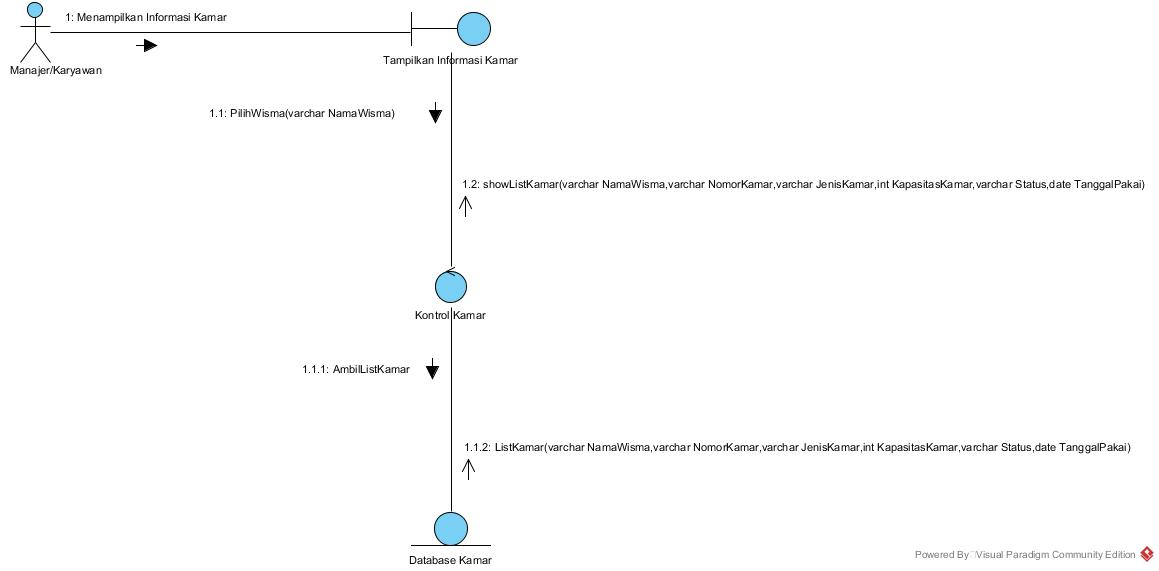 1: Menampilkan Informasi Kamar
Manajer/Karyawan
Tampilkan Informasi Kamar
1.1: PilihWisma(varchar NamaWisma)
1.2: showListKamar(varchar NamaWisma,varchar NomorKamar,varchar JenisKamar,int KapasitasKamar,varchar Status,date TanggalPakai)
Kontrol Kamar
1.1.1: AmbilListKamar
1.1.2: ListKamar(varchar NamaWisma,varchar NomorKamar,varchar JenisKamar,int KapasitasKamar,varchar Status,date TanggalPakai)
Database Kamar
Powered By Visual Paradigm Community Edition